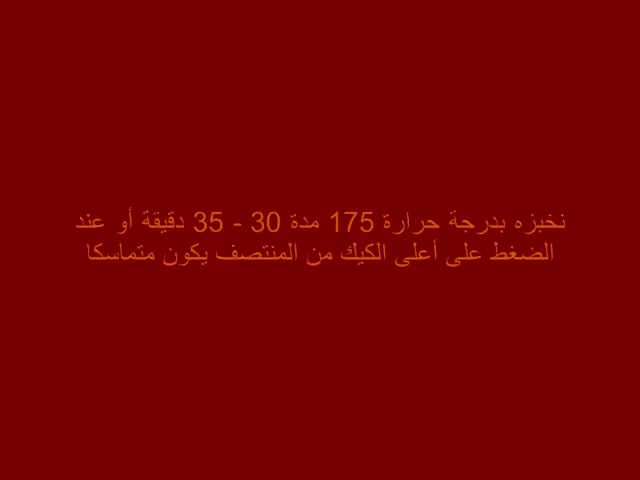 نخبزه بدرجة حرارة 175 مدة 30 - 35 دقيقة أو عند
الضغط على أعلى الكيك من المنتصف يكون متماسكا